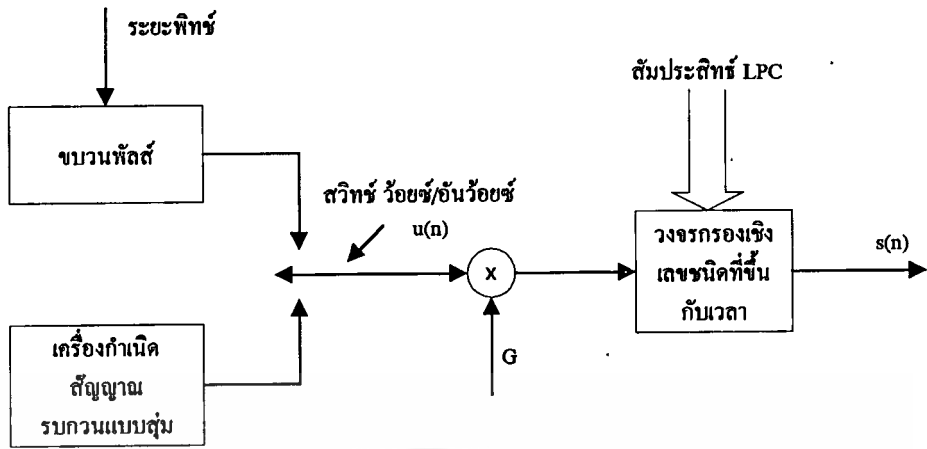 ระยะพิทช์
สัมประสิทธ์ LPC
ขบวนพัลส์
สวิทช์ ว้อยซ์/อันว้อยซ์
u(n)
วงจรกรองเชิง
เลขชนิดที่ขึ้น
กับเวลา
s(n)
x
เครื่องกำเนิด
สัญญาณ
รบกวนแบบสุ่ม
G